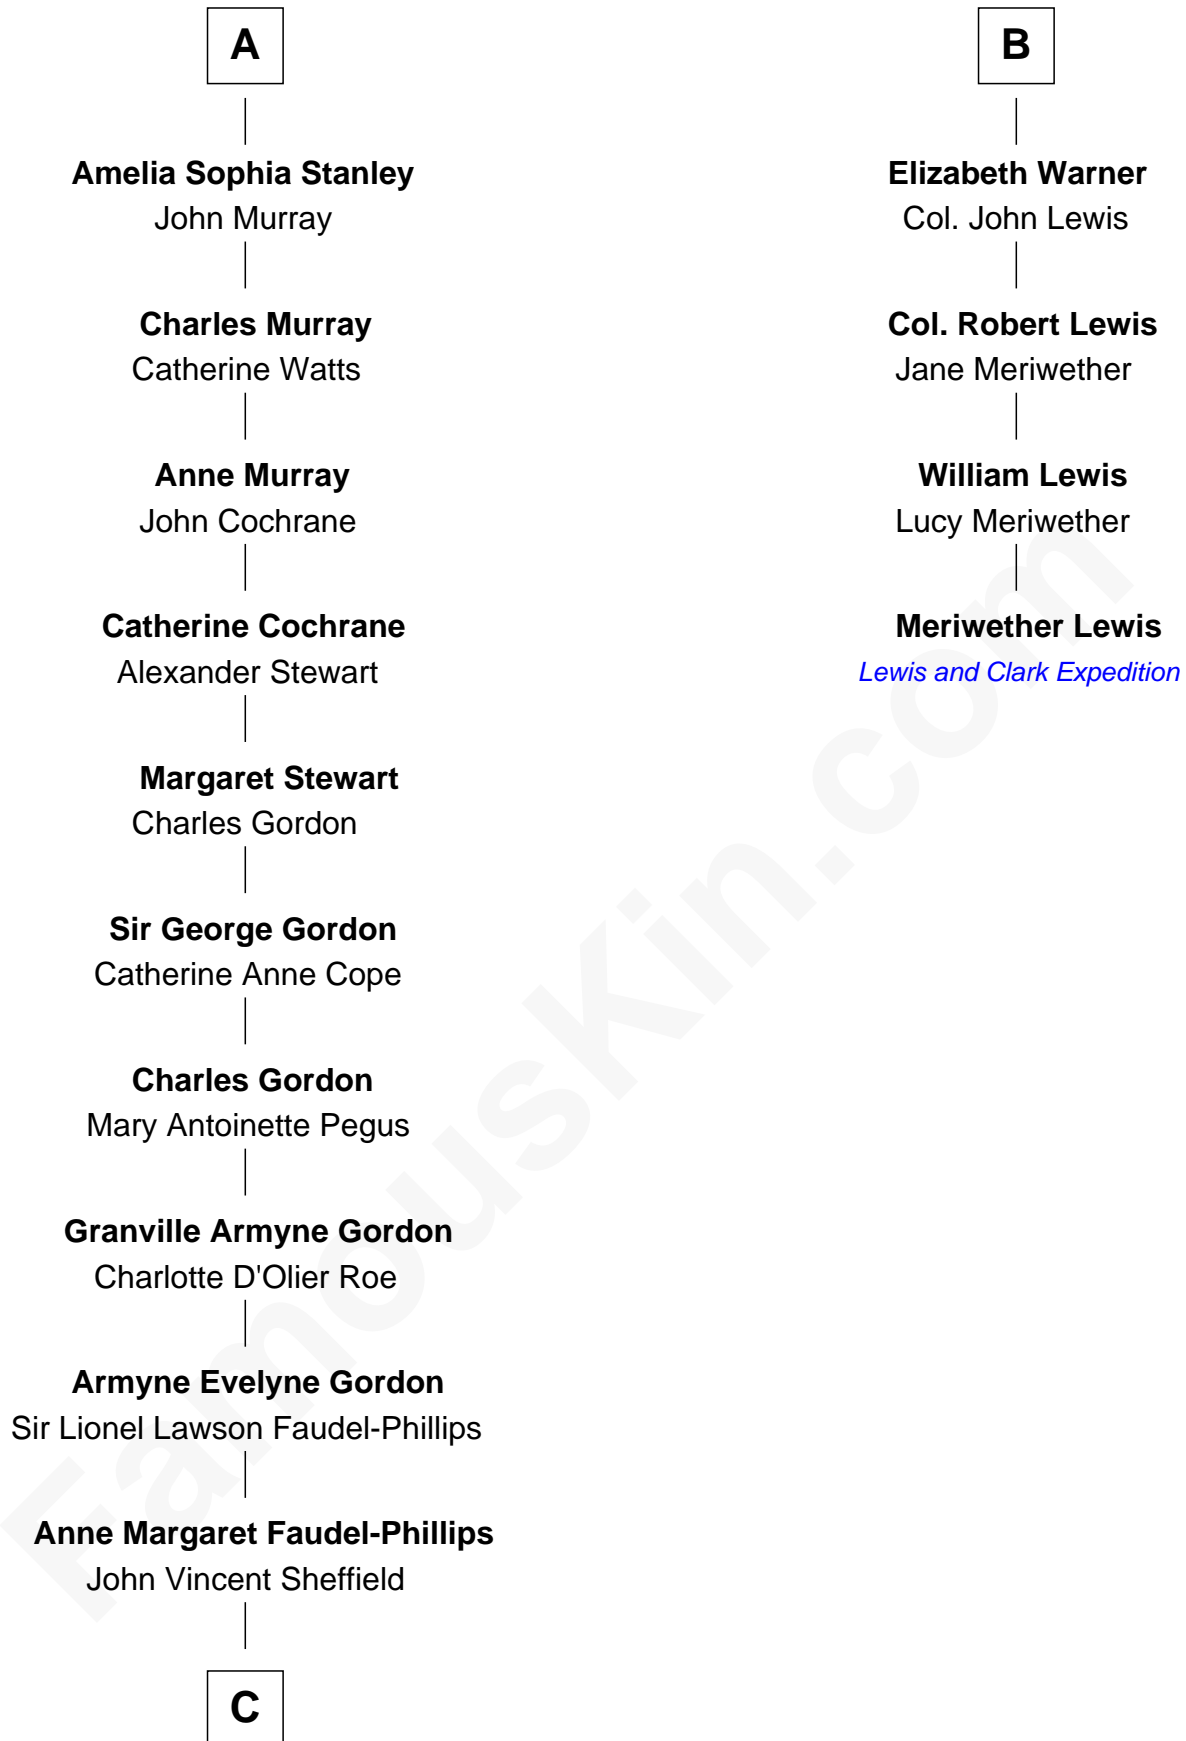 A
Amelia Sophia Stanley
John Murray
Charles Murray
Catherine Watts
Anne Murray
John Cochrane
Catherine Cochrane
Alexander Stewart
Margaret Stewart
Charles Gordon
Sir George Gordon
Catherine Anne Cope
Charles Gordon
Mary Antoinette Pegus
Granville Armyne Gordon
Charlotte D'Olier Roe
Armyne Evelyne Gordon
Sir Lionel Lawson Faudel-Phillips
Anne Margaret Faudel-Phillips
John Vincent Sheffield
C
B
Elizabeth Warner
Col. John Lewis
Col. Robert Lewis
Jane Meriwether
William Lewis
Lucy Meriwether
Meriwether Lewis
Lewis and Clark Expedition
FamousKin.com